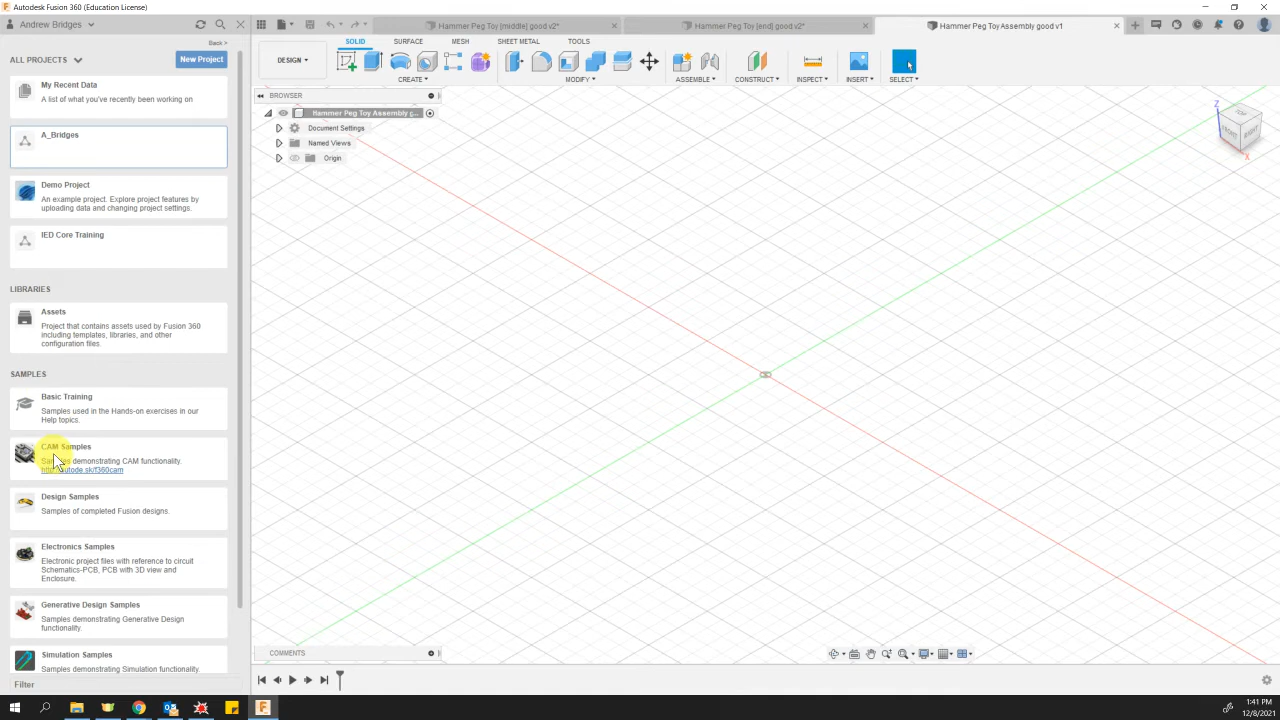 Autodesk Fusion 360 (Education License)
Andrew Bridges
Hammer Peg Toy [middle] good v2*
Hammer Peg Toy [end] good v2*
Hammer Peg Toy Assembly good v1
Back >
ALL PROJECTS
New Project
My Recent Data
A list of what you've recently been working on
A_Bridges
Demo Project
An example project. Explore project features by
uploading data and changing project settings.
IED Core Training
LIBRARIES
Assets
Project that contains assets used by Fusion 360
including templates, libraries, and other
configuration files.
SAMPLES
Basic Training
Samples used in the Hands-on exercises in our
Help topics.
CAM Samples
Samples demonstrating CAM functionality.
http://autode.sk/f360cam
Design Samples
Samples of completed Fusion designs.
Electronics Samples
Electronic project files with reference to circuit
Schematics-PCB, PCB with 3D view and
Enclosure.
Generative Design Samples
Samples demonstrating Generative Design
functionality.
Simulation Samples
Samples demonstrating Simulation functionality.
Filter
SOLID SURFACE MESH SHEET METAL TOOLS
DESIGN
CREATE MODIFY ASSEMBLE CONSTRUCT INSPECT INSERT SELECT
BROWSER
Hammer Peg Toy Assembly g...
Document Settings
Named Views
Origin
Z
TOP
FRONT RIGHT
X
COMMENTS
1:41 PM
12/8/2021